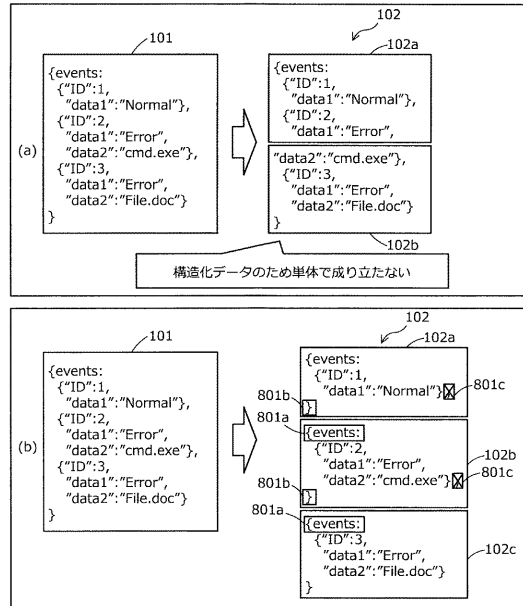 102
101
102a
{events:
{“ID”:1,
”data1”:”Normal”},
{“ID”:2,
”data1”:”Error”,
”data2”:”cmd.exe”},
{“ID”:3,
”data1”:”Error”,
”data2”:”File.doc”}
}
{events:
{“ID”:1,
”data1”:”Normal”},
{“ID”:2,
”data1”:”Error”,
(a)
”data2”:”cmd.exe”},
{“ID”:3,
”data1”:”Error”,
”data2”:”File.doc”}
}
102b
構造化データのため単体で成り立たない
102
101
102a
{events:
{“ID”:1,
”data1”:”Normal”},
{“ID”:2,
”data1”:”Error”,
”data2”:”cmd.exe”},
{“ID”:3,
”data1”:”Error”,
”data2”:”File.doc”}
}
(b)
{events:
{“ID”:1,
”data1”:”Normal”}
801c
801b
}
801a
{events:
{“ID”:2,
”data1”:”Error”,
”data2”:”cmd.exe”}
102b
801c
801b
}
801a
{events:
{“ID”:3,
”data1”:”Error”,
”data2”:”File.doc”}
}
102c